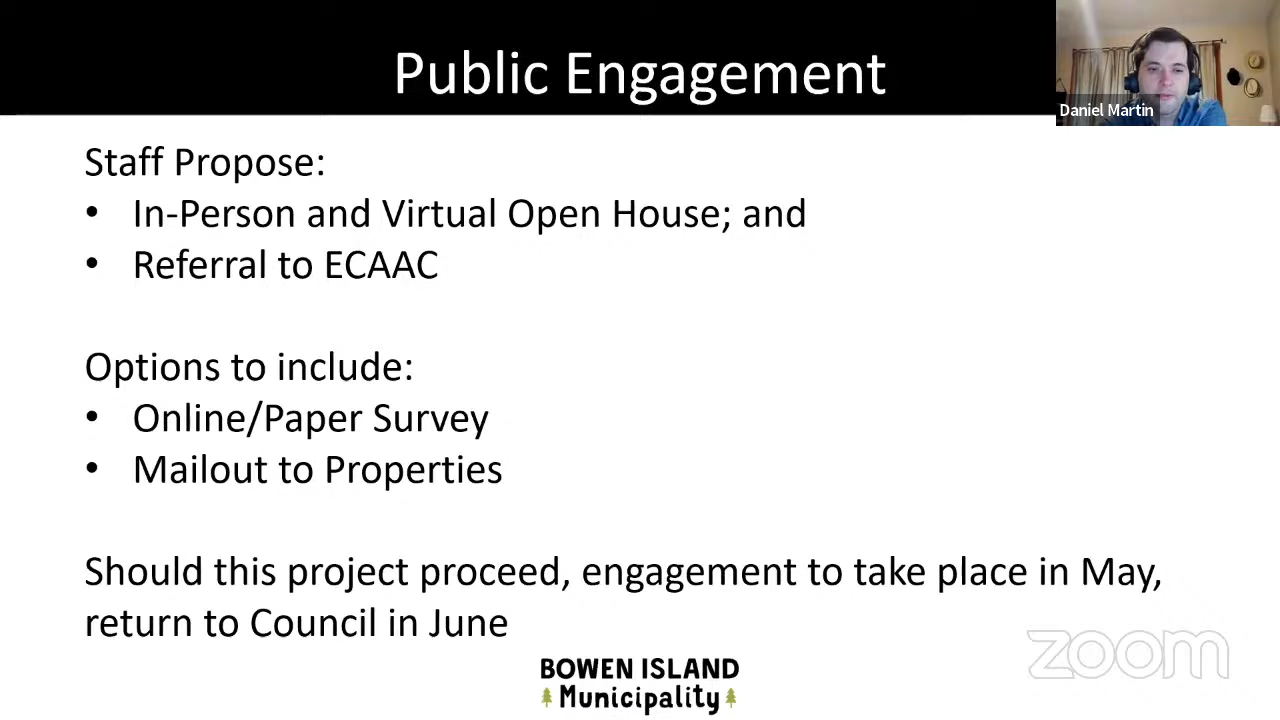 Public Engagement
Daniel Martin
Staff Propose:
• In-Person and Virtual Open House; and
• Referral to ECAAC
Options to include:
• Online/Paper Survey
• Mailout to Properties
Should this project proceed, engagement to take place in May,
return to Council in June
zoom
BOWEN ISLAND
Municipality